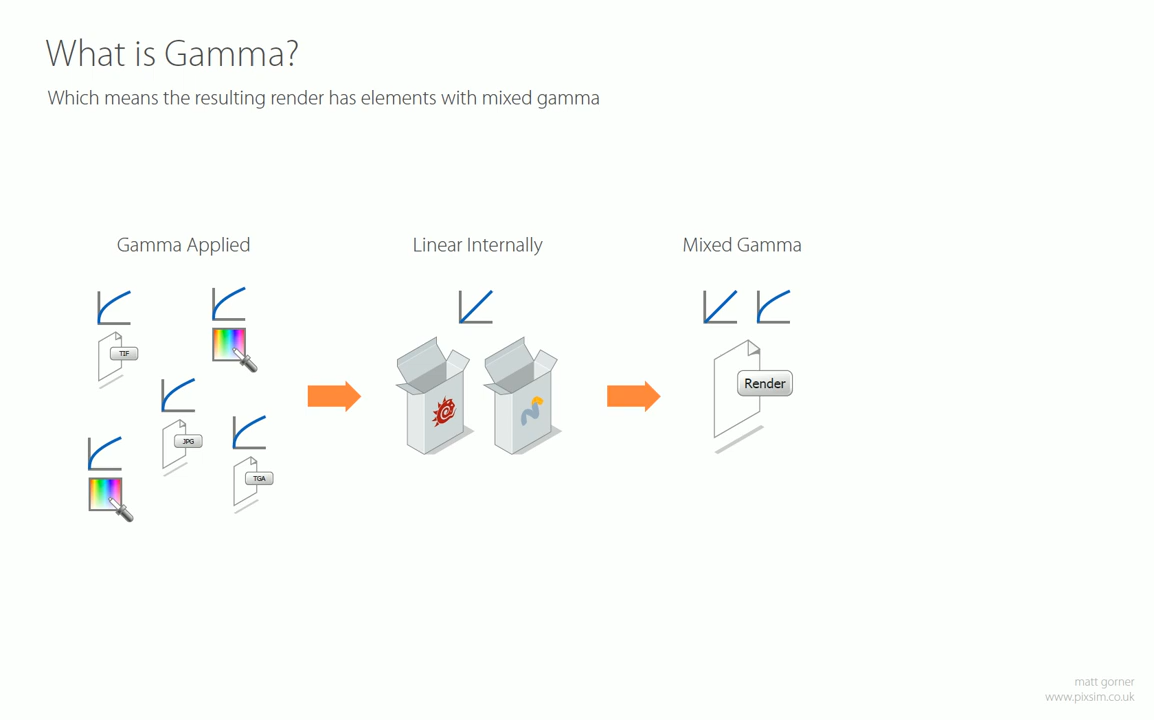 What is Gamma?
Which means the resulting render has elements with mixed gamma
Gamma Applied
Linear Internally
Mixed Gamma
TIF
JPG
TGA
Render
matt gorner
www.pixsim.co.uk